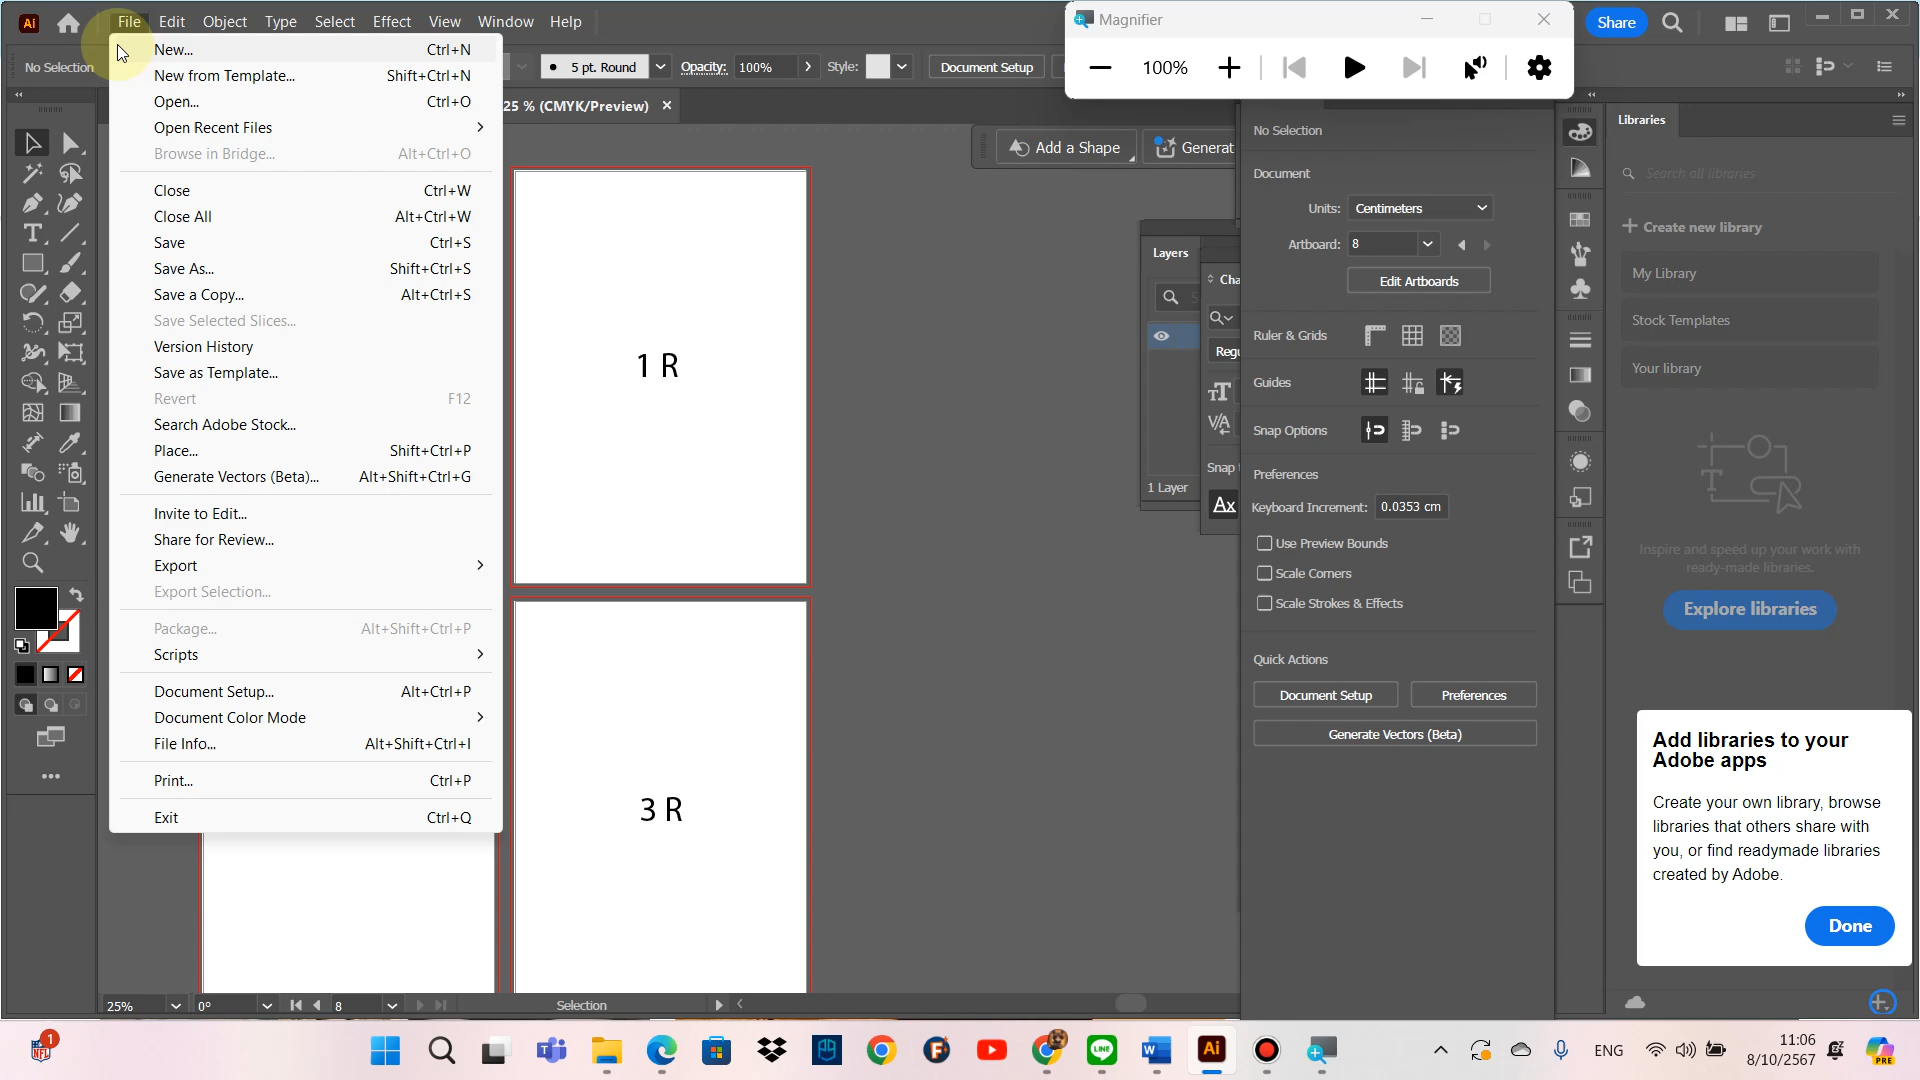 Ai File Edit Object Type Select Effect View Window Help
Magnifier
Share
No Selection
5 pt. Round
Opacity: 100%
Style:
Document Setup
100%
25 % (CMYK/Preview)
New... Ctrl+N
New from Template... Shift+Ctrl+N
Open... Ctrl+O
Open Recent Files
Browse in Bridge... Alt+Ctrl+O
Close Ctrl+W
Close All Alt+Ctrl+W
Save Ctrl+S
Save As... Shift+Ctrl+S
Save a Copy... Alt+Ctrl+S
Save Selected Slices...
Version History
Save as Template...
Revert F12
Search Adobe Stock...
Place... Shift+Ctrl+P
Generate Vectors (Beta)... Alt+Shift+Ctrl+G
Invite to Edit...
Share for Review...
Export
Export Selection...
Package... Alt+Shift+Ctrl+P
Scripts
Document Setup... Alt+Ctrl+P
Document Color Mode
File Info... Alt+Shift+Ctrl+I
Print... Ctrl+P
Exit Ctrl+Q
1 R
3 R
Add a Shape
Generat
Layers
Cha
Regu
Snap
1 Layer
Ax
No Selection
Document
Units: Centimeters
Artboard: 8
Edit Artboards
Ruler & Grids
Guides
Snap Options
Preferences
Keyboard Increment: 0.0353 cm
Use Preview Bounds
Scale Corners
Scale Strokes & Effects
Quick Actions
Document Setup
Preferences
Generate Vectors (Beta)
Libraries
Search all libraries
Create new library
My Library
Stock Templates
Your library
Inspire and speed up your work with
ready-made libraries.
Explore libraries
Add libraries to your
Adobe apps
Create your own library, browse
libraries that others share with
you, or find readymade libraries
created by Adobe.
Done
25%
0°
8
Selection
1
NFL
LINE
W
Ai
ENG
11:06
8/10/2567
PRE